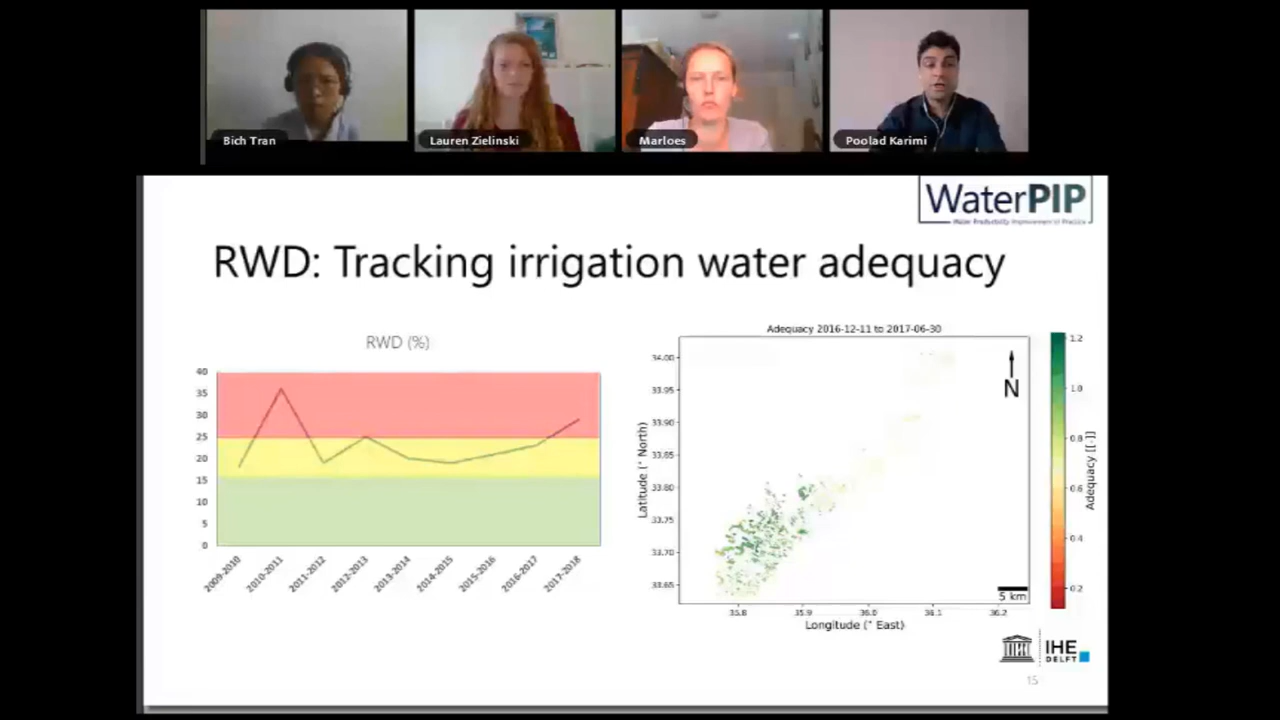 Bich Tran
Lauren Zielinski
Marloes
Poolad Karimi
WaterPIP
Water Productivity Improvement in Practice
RWD: Tracking irrigation water adequacy
RWD (%)
40
35
30
25
20
15
10
5
0
2009-2010
2010-2011
2011-2012
2012-2013
2013-2014
2014-2015
2015-2016
2016-2017
2017-2018
Adequacy 2016-12-11 to 2017-06-30
34.00
33.95
33.90
33.85
33.80
33.75
33.70
33.65
Latitude (° North)
N
5 km
35.8
35.9
36.0
36.1
36.2
Longitude (° East)
1.2
1.0
0.8
0.6
0.4
0.2
Adequacy [-]
IHE
DELFT
15